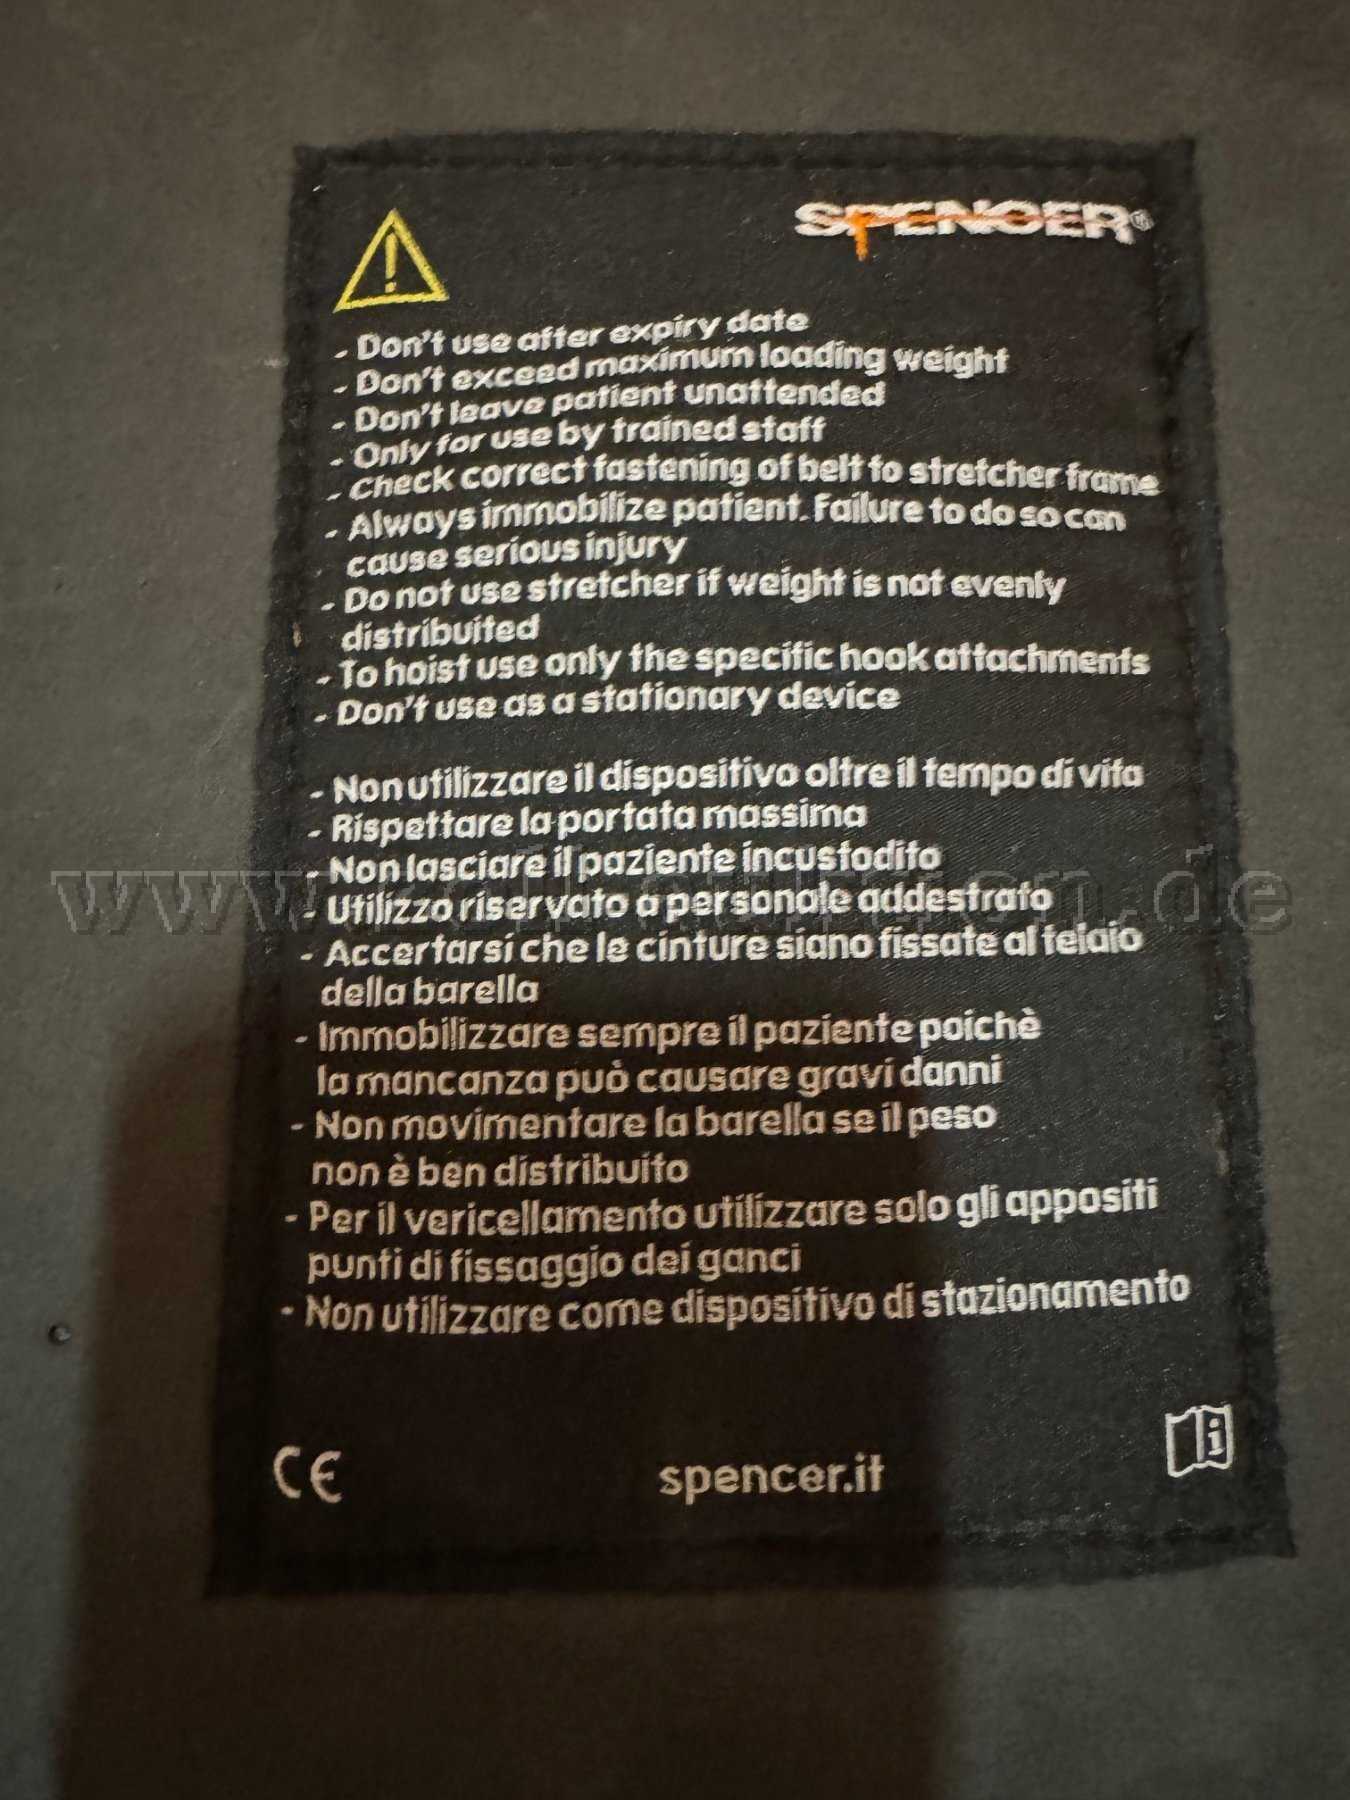 SPENCER®
- Don't use after expiry date
- Don't exceed maximum loading weight
- Don't leave patient unattended
- Only for use by trained staff
- Check correct fastening of belt to stretcher frame
- Always immobilize patient. Failure to do so can
cause serious injury
- Do not use stretcher if weight is not evenly
distribuited
- To hoist use only the specific hook attachments
- Don't use as a stationary device
- Non utilizzare il dispositivo oltre il tempo di vita
- Rispettare la portata massima
- Non lasciare il paziente incustodito
www.zoll-auktion.de
- Utilizzo riservato a personale addestrato
- Accertarsi che le cinture siano fissate al telaio
della barella
- Immobilizzare sempre il paziente poichè
la mancanza può causare gravi danni
- Non movimentare la barella se il peso
non è ben distribuito
- Per il vericellamento utilizzare solo gli appositi
punti di fissaggio dei ganci
- Non utilizzare come dispositivo di stazionamento
CE
spencer.it
i